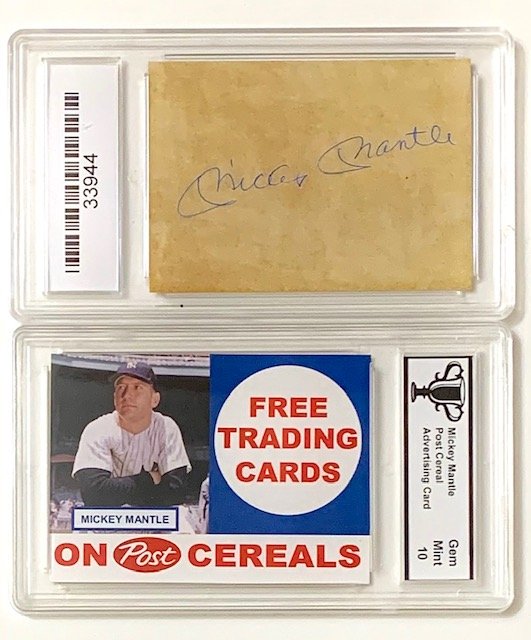 33944
Mickey Mantle
FREE
TRADING
CARDS
MICKEY MANTLE
ON Post CEREALS
Mickey Mantle
Post Cereal
Advertising Card
Gem
Mint
10